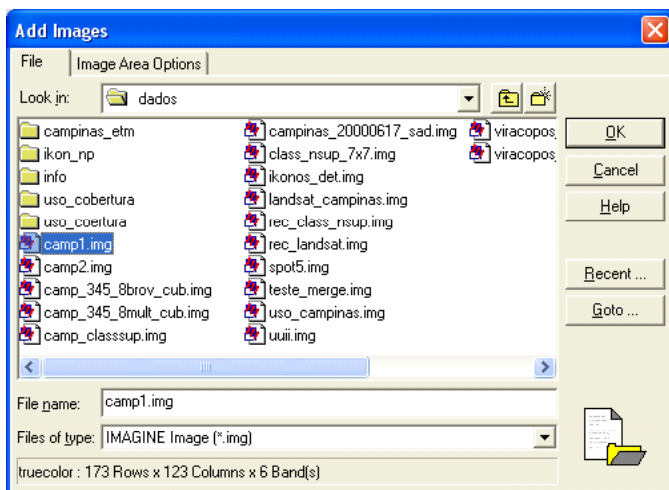 Add Images
File
Image Area Options
Look in:
dados
campinas_etm
ikon_np
info
uso_cobertura
uso_coertura
camp1.img
camp2.img
camp_345_8brov_cub.img
camp_345_8mult_cub.img
camp_classsup.img
campinas_20000617_sad.img
class_nsup_7x7.img
ikonos_det.img
landsat_campinas.img
rec_class_nsup.img
rec_landsat.img
spot5.img
teste_merge.img
uso_campinas.img
uuii.img
viracopos_
viracopos_
OK
Cancel
Help
Recent ...
Goto ...
File name:
camp1.img
Files of type:
IMAGINE Image (*.img)
truecolor : 173 Rows x 123 Columns x 6 Band(s)